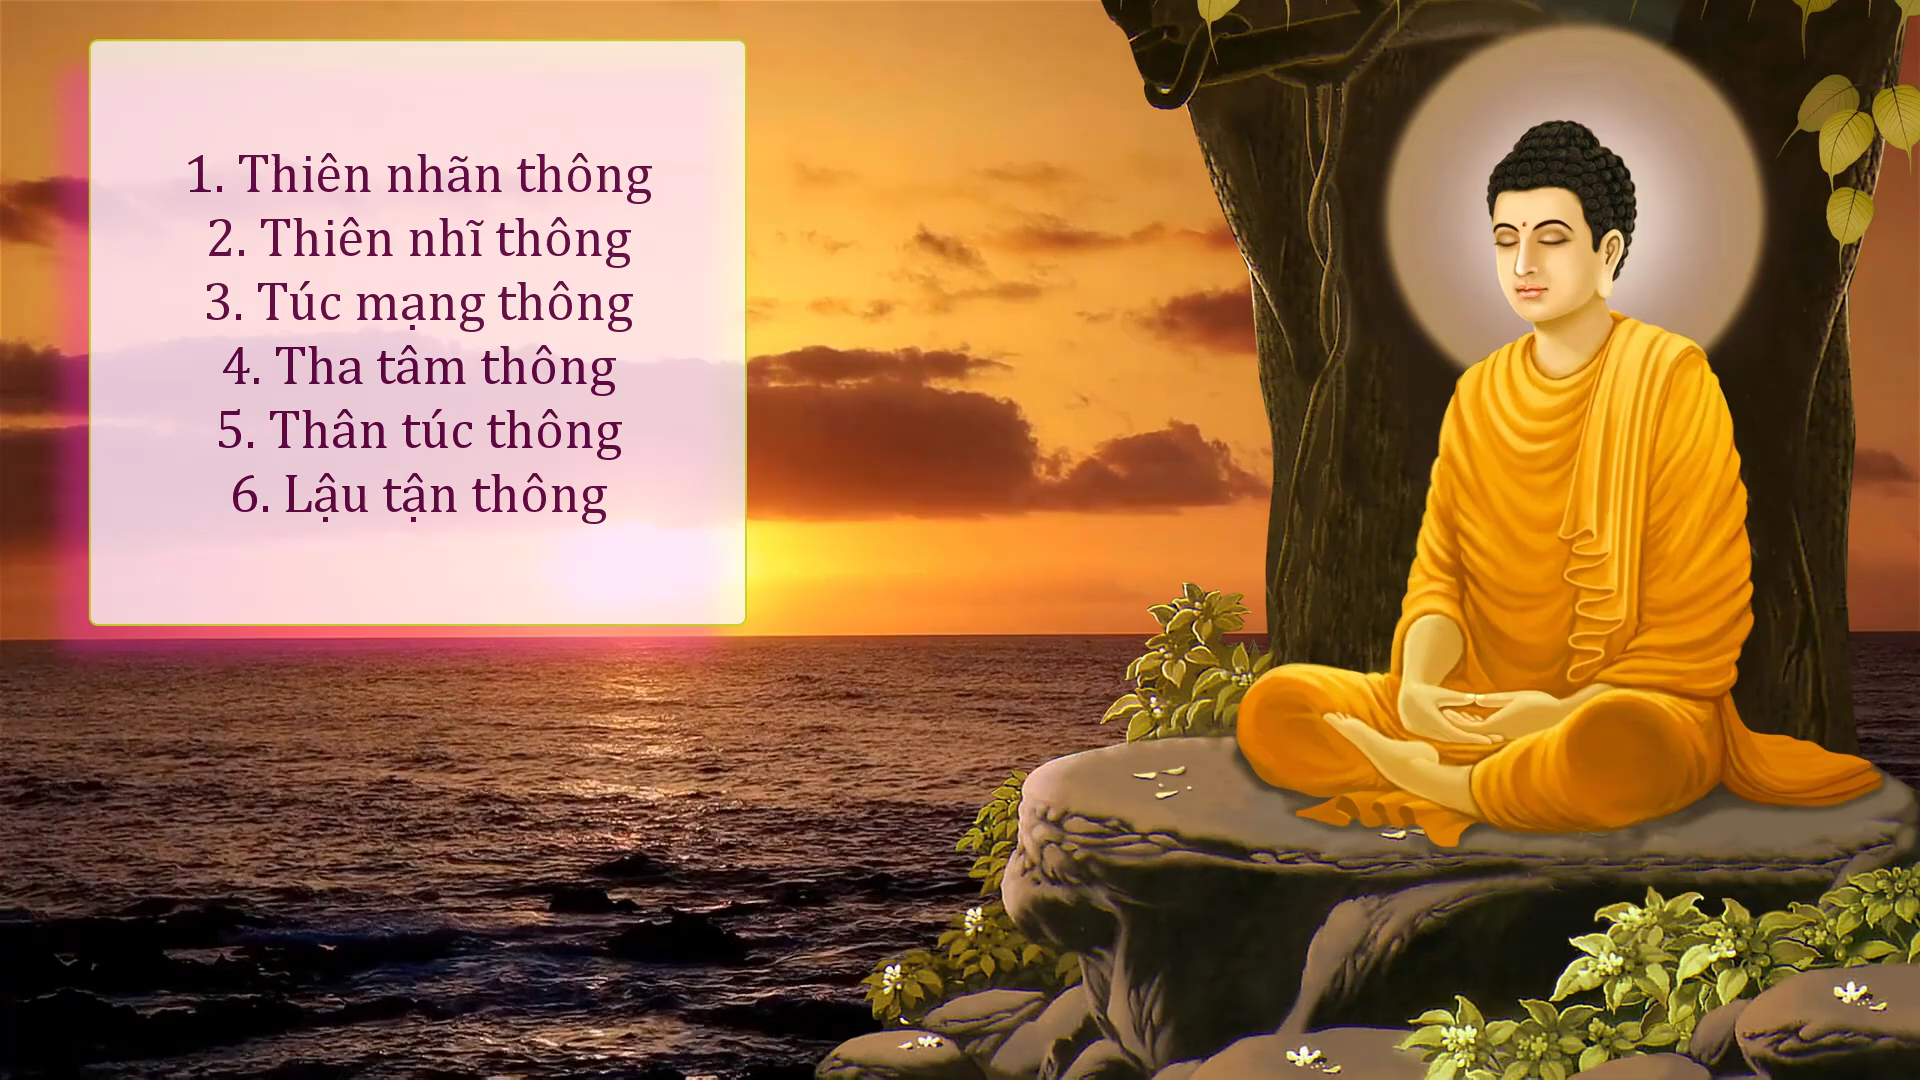 1. Thiên nhãn thông
2. Thiên nhĩ thông
3. Túc mạng thông
4. Tha tâm thông
5. Thân túc thông
6. Lậu tận thông